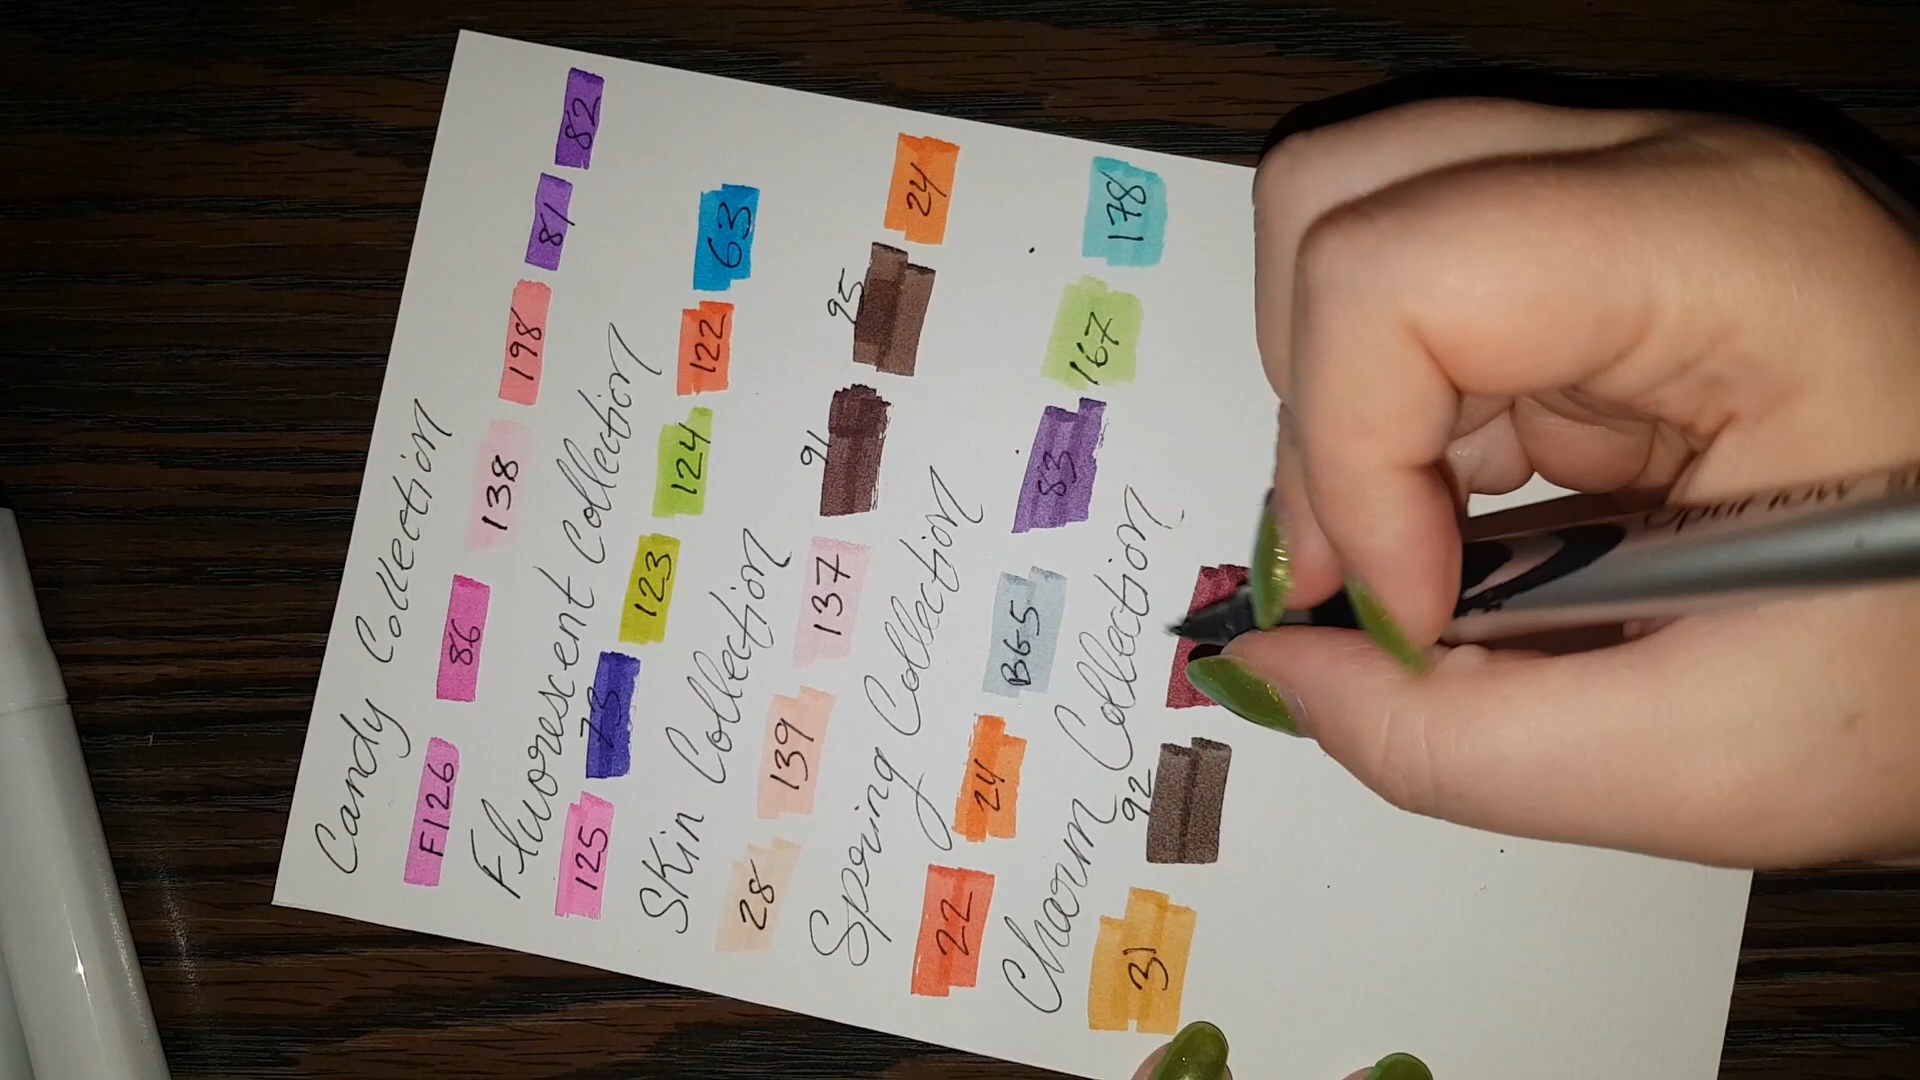 Candy Collection
F126 86 138 198 81 82
Fluorescent Collection
125 73 123 124 122 63
Skin Collection
28 139 137 91 95 24
Spring Collection
22 24 BG5 83 167 178
Charm Collection
31 92